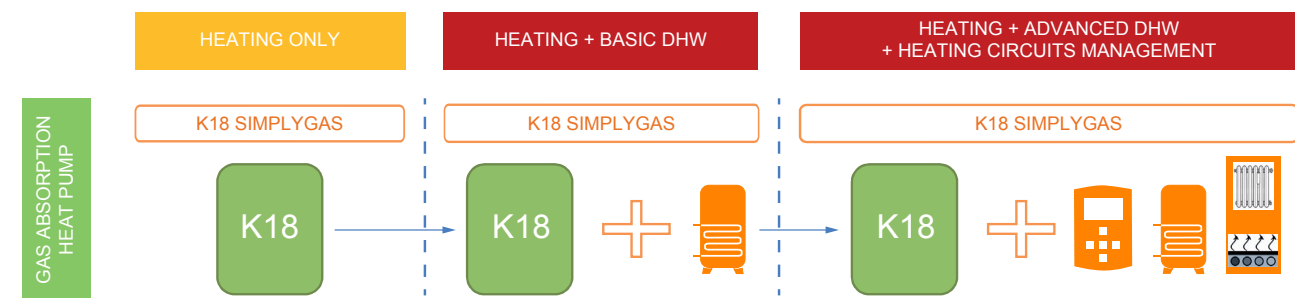 HEATING ONLY
HEATING + BASIC DHW
HEATING + ADVANCED DHW
+ HEATING CIRCUITS MANAGEMENT
GAS ABSORPTION
HEAT PUMP
K18 SIMPLYGAS
K18 SIMPLYGAS
K18 SIMPLYGAS
K18
K18
K18